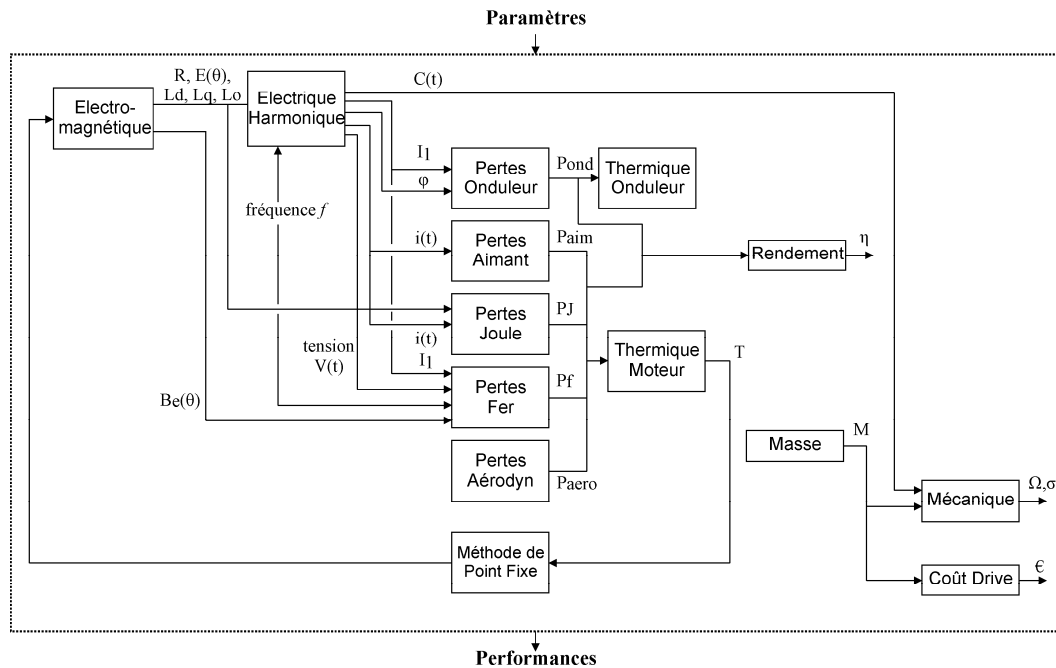 Paramètres
R, E(θ),
Ld, Lq, Lo
C(t)
Electro-
magnétique
Electrique
Harmonique
I1
φ
Pertes
Onduleur
Pond
Thermique
Onduleur
fréquence f
i(t)
Pertes
Aimant
Paim
Rendement
η
Pertes
Joule
PJ
i(t)
tension
V(t)
I1
Thermique
Moteur
T
Be(θ)
Pertes
Fer
Pf
Masse
M
Pertes
Aérodyn
Paero
Mécanique
Ω,σ
Méthode de
Point Fixe
Coût Drive
€
Performances